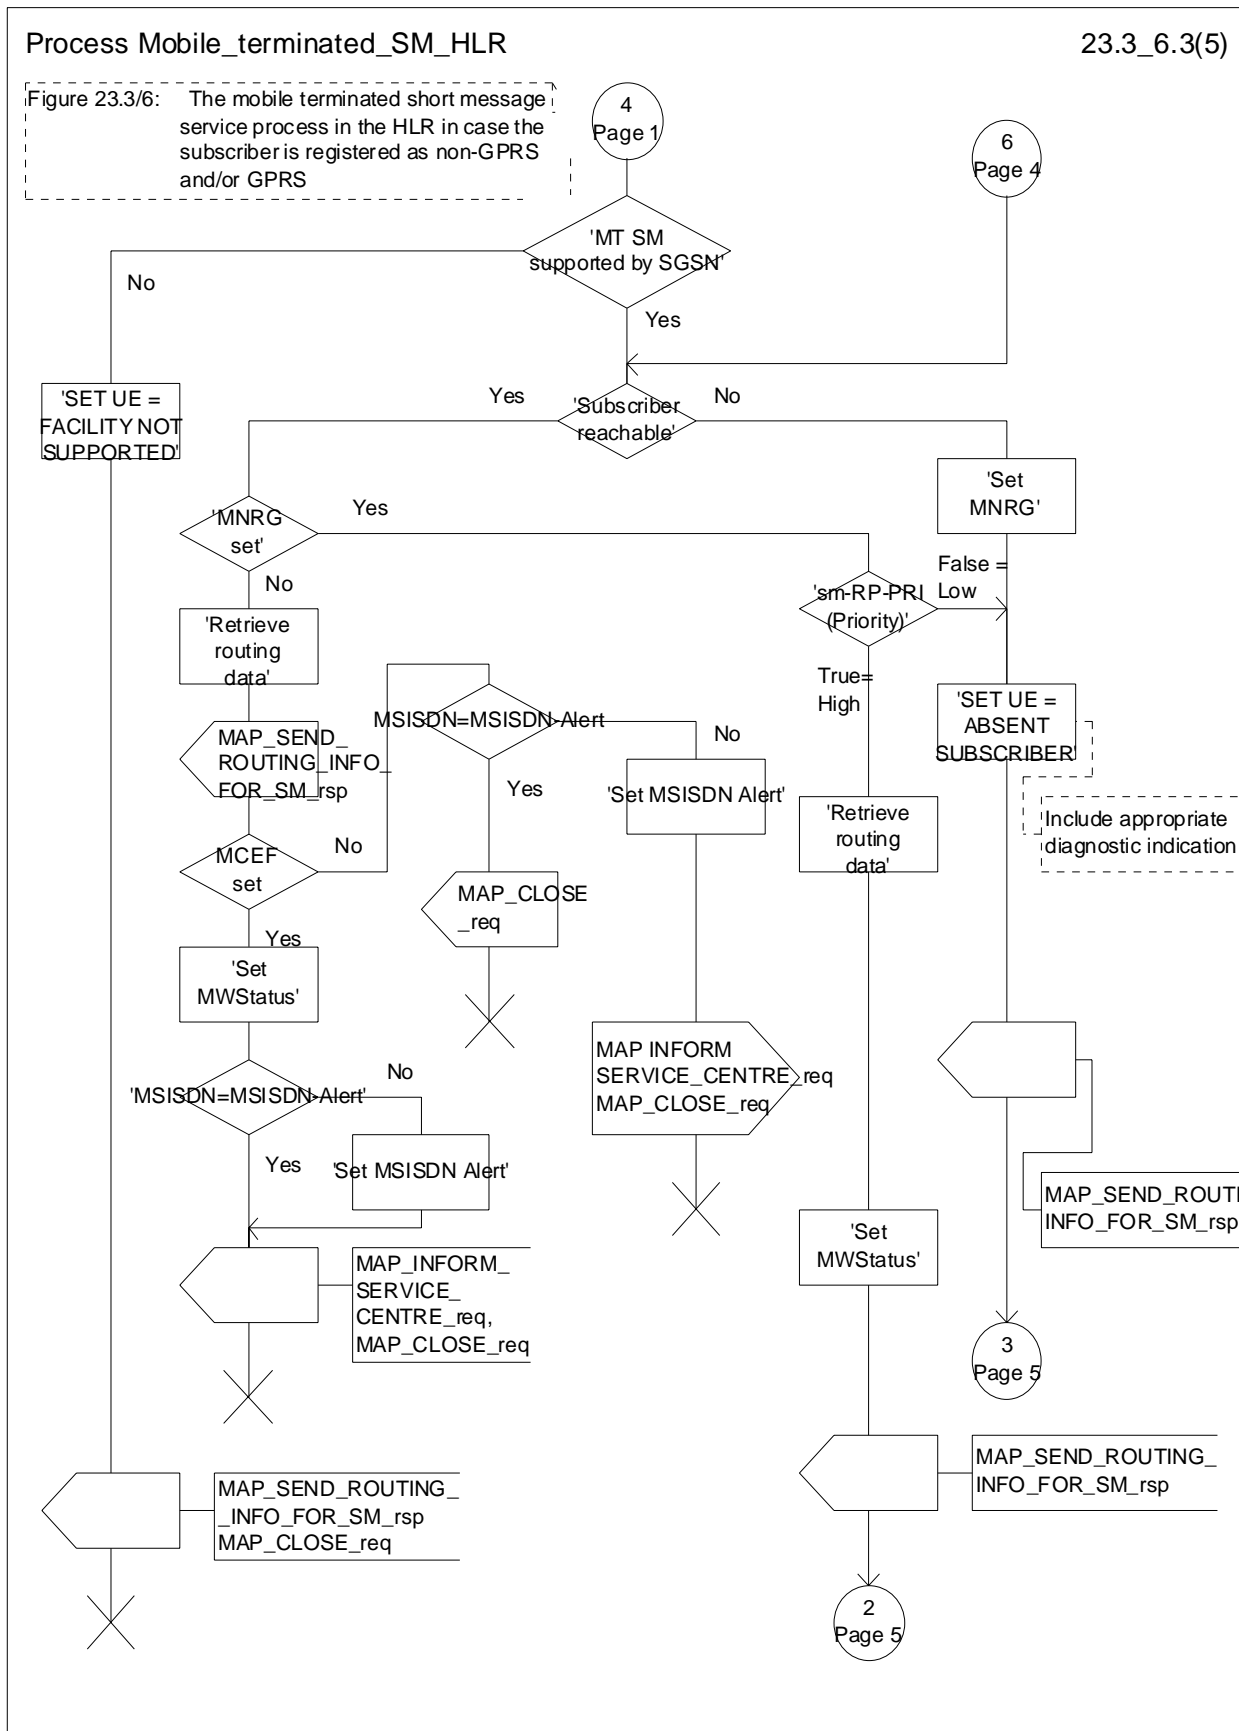 Process Mobile_terminated_SM_HLR
23.3_6.3(5)
Figure 23.3/6: The mobile terminated short message
service process in the HLR in case the
subscriber is registered as non-GPRS
and/or GPRS
4
Page 1
6
Page 4
'MT SM
supported by SGSN'
No
Yes
'SET UE =
FACILITY NOT
SUPPORTED'
Yes
'Subscriber
reachable'
No
'Set
MNRG'
'MNRG
set'
Yes
No
False =
Low
'sm-RP-PRI
(Priority)'
'Retrieve
routing
data'
True=
High
'SET UE =
ABSENT
SUBSCRIBER'
MSISDN=MSISDN-Alert
No
Yes
MAP_SEND_
ROUTING_INFO_
FOR_SM_rsp
'Set MSISDN Alert'
'Retrieve
routing
data'
Include appropriate
diagnostic indication
MCEF
set
No
Yes
MAP_CLOSE
_req
'Set
MWStatus'
MAP INFORM
SERVICE_CENTRE_req
MAP_CLOSE_req
'MSISDN=MSISDN-Alert'
No
Yes
'Set MSISDN Alert'
MAP_SEND_ROUTI
INFO_FOR_SM_rsp
'Set
MWStatus'
MAP_INFORM_
SERVICE_
CENTRE_req,
MAP_CLOSE_req
3
Page 5
MAP_SEND_ROUTING_
INFO_FOR_SM_rsp
MAP_SEND_ROUTING_
_INFO_FOR_SM_rsp
MAP_CLOSE_req
2
Page 5